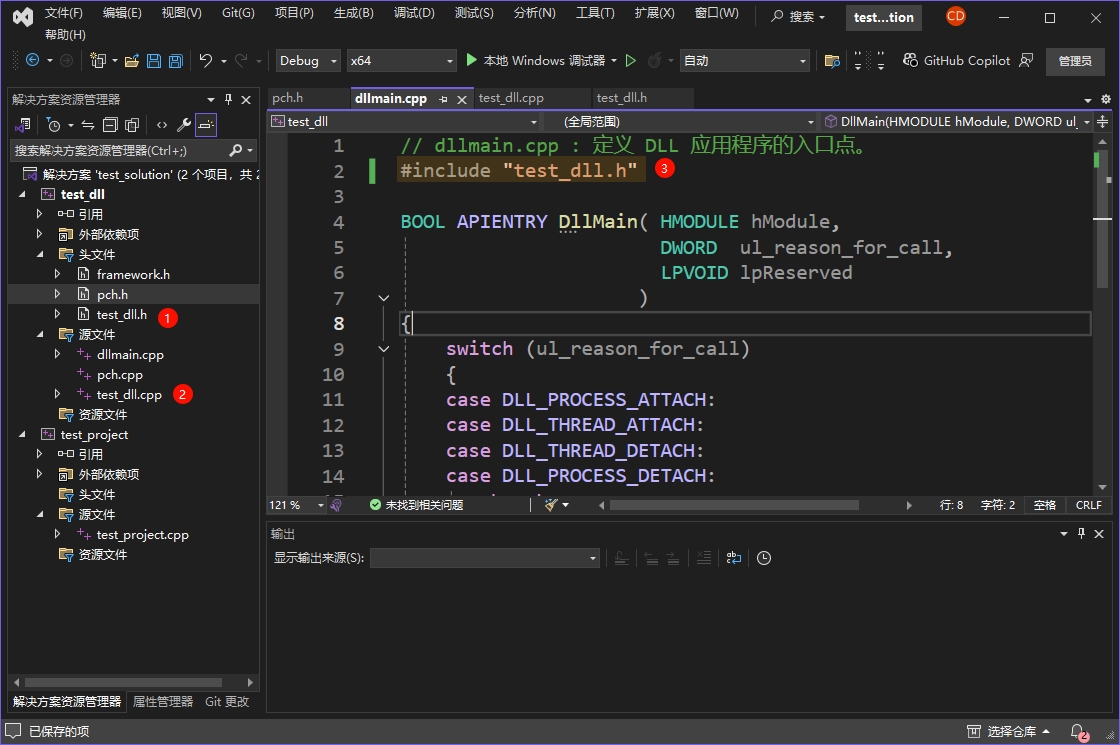 文件(F) 编辑(E) 视图(V) Git(G) 项目(P) 生成(B) 调试(D) 测试(S) 分析(N) 工具(T) 扩展(X) 窗口(W) 搜索 test...tion CD
帮助(H)
Debug x64 本地 Windows 调试器 自动 GitHub Copilot 管理员
解决方案资源管理器
搜索解决方案资源管理器(Ctrl+;)
解决方案 'test_solution' (2 个项目，共 2
test_dll
引用
外部依赖项
头文件
framework.h
pch.h
test_dll.h 1
源文件
dllmain.cpp
pch.cpp
test_dll.cpp 2
资源文件
test_project
引用
外部依赖项
头文件
源文件
test_project.cpp
资源文件
解决方案资源管理器 属性管理器 Git 更改
pch.h dllmain.cpp test_dll.cpp test_dll.h
test_dll (全局范围) DllMain(HMODULE hModule, DWORD ul_
1 // dllmain.cpp : 定义 DLL 应用程序的入口点。
2 #include "test_dll.h" 3
3
4 BOOL APIENTRY DllMain( HMODULE hModule,
5 DWORD ul_reason_for_call,
6 LPVOID lpReserved
7 )
8 {
9 switch (ul_reason_for_call)
10 {
11 case DLL_PROCESS_ATTACH:
12 case DLL_THREAD_ATTACH:
13 case DLL_THREAD_DETACH:
14 case DLL_PROCESS_DETACH:
121 % 未找到相关问题 行: 8 字符: 2 空格 CRLF
输出
显示输出来源(S):
已保存的项 选择仓库 2